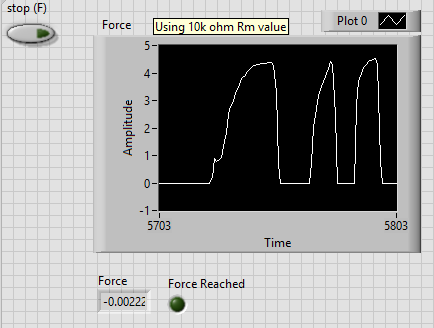 stop (F)
Force
Using 10k ohm Rm value
Plot 0
Amplitude
5
4
3
2
1
0
-1
5703
5803
Time
Force
Force Reached
-0.00222